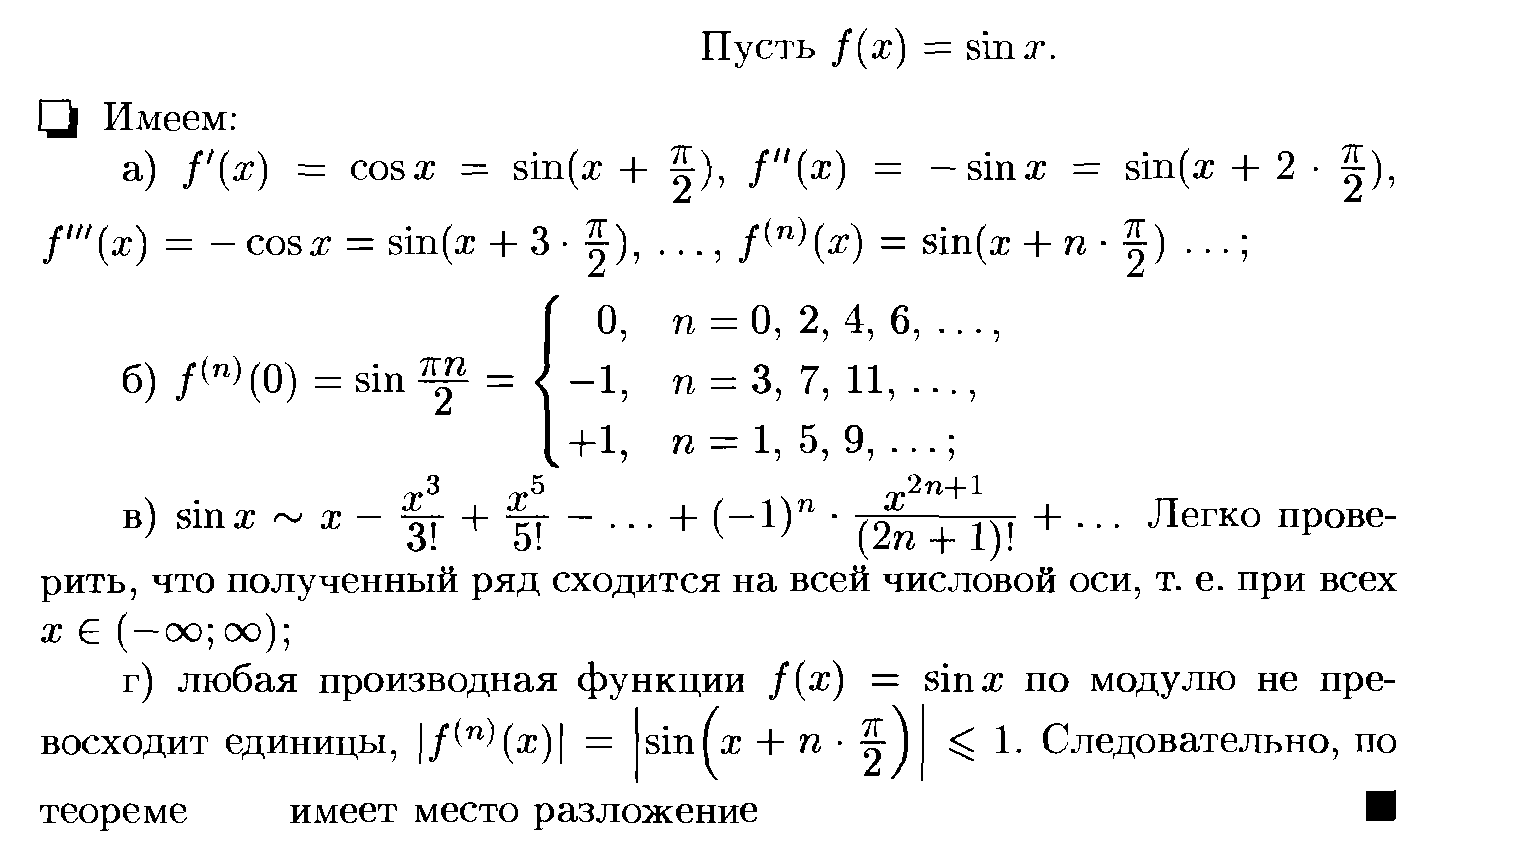 Пусть f(x) = sin x.
❏ Имеем:
а) f′(x) = cos x = sin(x + π/2), f″(x) = − sin x = sin(x + 2 · π/2),
f‴(x) = − cos x = sin(x + 3 · π/2), ..., f⁽ⁿ⁾(x) = sin(x + n · π/2) ...;
б) f⁽ⁿ⁾(0) = sin πn/2 = { 0, n = 0, 2, 4, 6, ...,
−1, n = 3, 7, 11, ...,
+1, n = 1, 5, 9, ...;
в) sin x ∼ x − x³/3! + x⁵/5! − ... + (−1)ⁿ · x²ⁿ⁺¹/(2n + 1)! + ... Легко прове-
рить, что полученный ряд сходится на всей числовой оси, т. е. при всех
x ∈ (−∞; ∞);
г) любая производная функции f(x) = sin x по модулю не пре-
восходит единицы, |f⁽ⁿ⁾(x)| = |sin(x + n · π/2)| ⩽ 1. Следовательно, по
теореме имеет место разложение ■